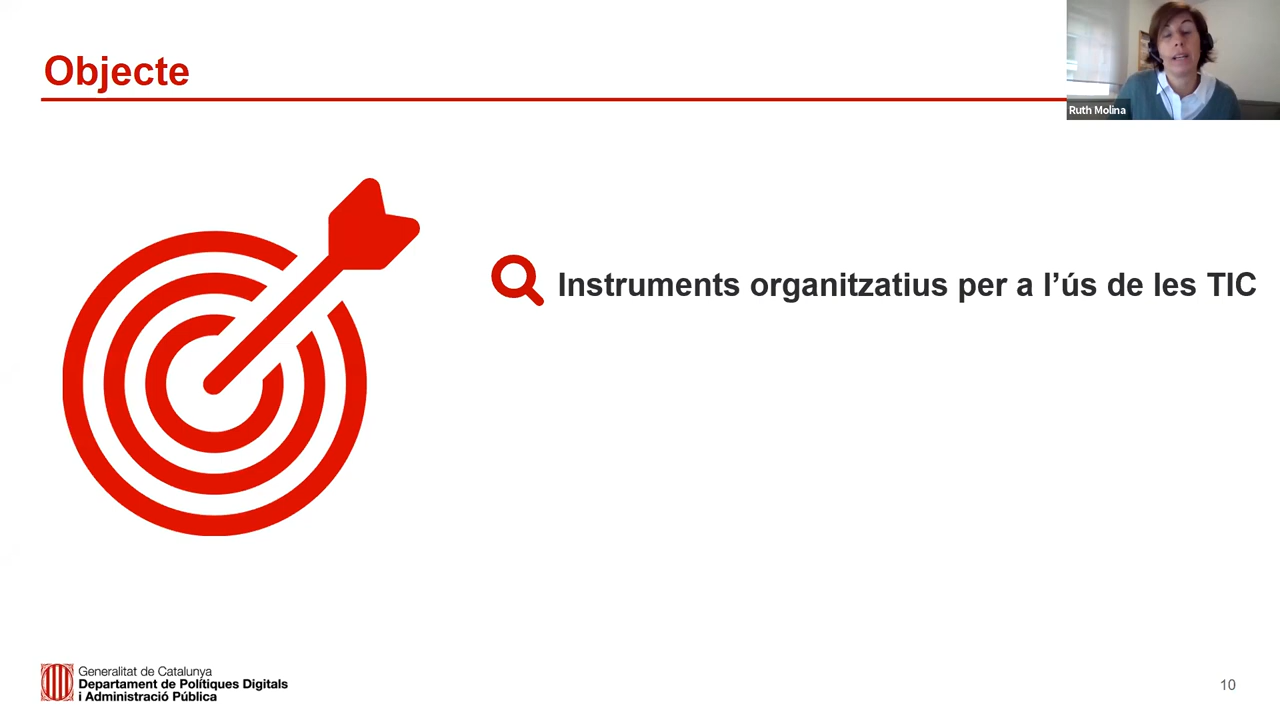 Objecte
Ruth Molina
Instruments organitzatius per a l’ús de les TIC
Generalitat de Catalunya
Departament de Polítiques Digitals
i Administració Pública
10